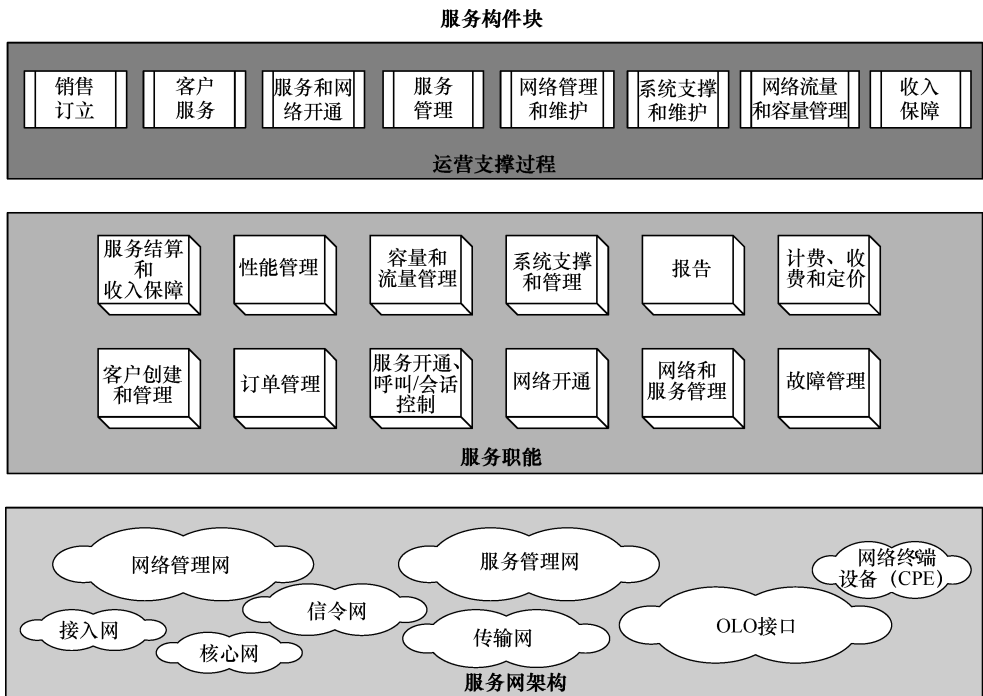 服务构件块
销售
订立
客户
服务
服务和网
络开通
服务
管理
网络管理
和维护
系统支撑
和维护
网络流量
和容量管理
收入
保障
运营支撑过程
服务结算
和
收入保障
性能管理
容量和
流量管理
系统支撑
和管理
报告
计费、收
费和定价
客户创建
和管理
订单管理
服务开通、
呼叫/会话
控制
网络开通
网络和
服务管理
故障管理
服务职能
网络管理网
服务管理网
网络终端
设备（CPE）
信令网
接入网
核心网
传输网
OLO接口
服务网架构